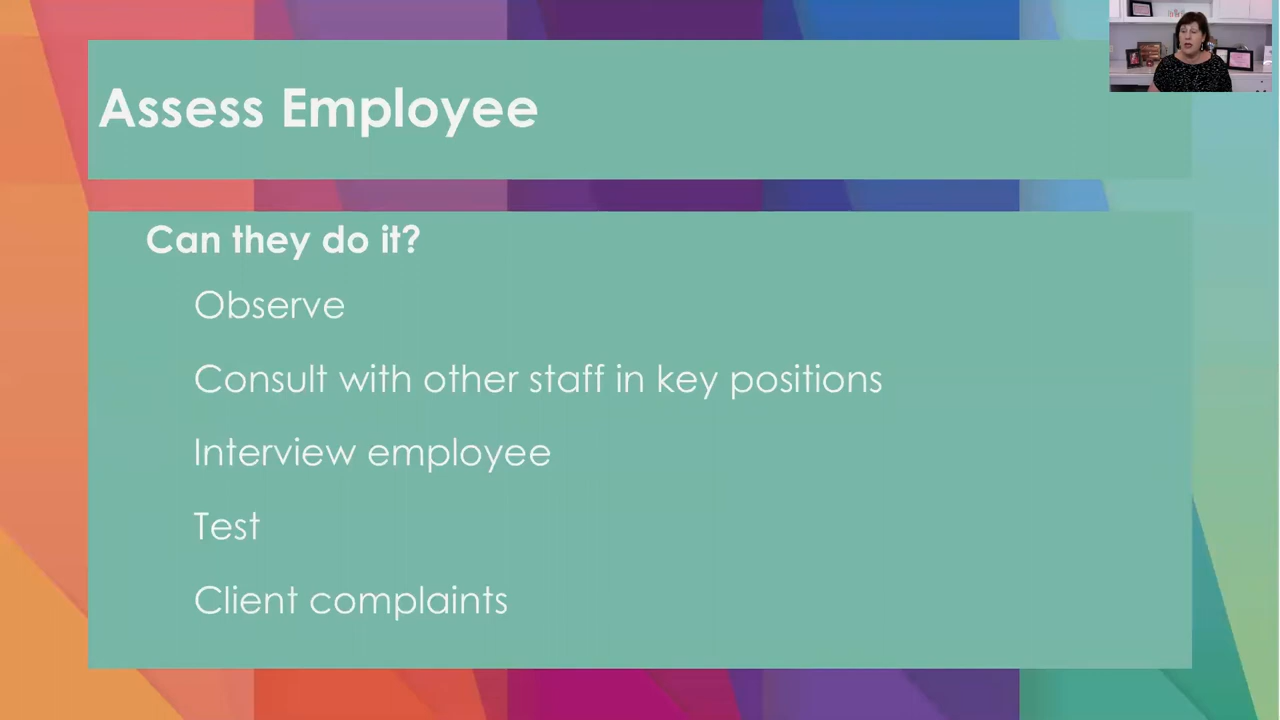 Assess Employee
Can they do it?
Observe
Consult with other staff in key positions
Interview employee
Test
Client complaints